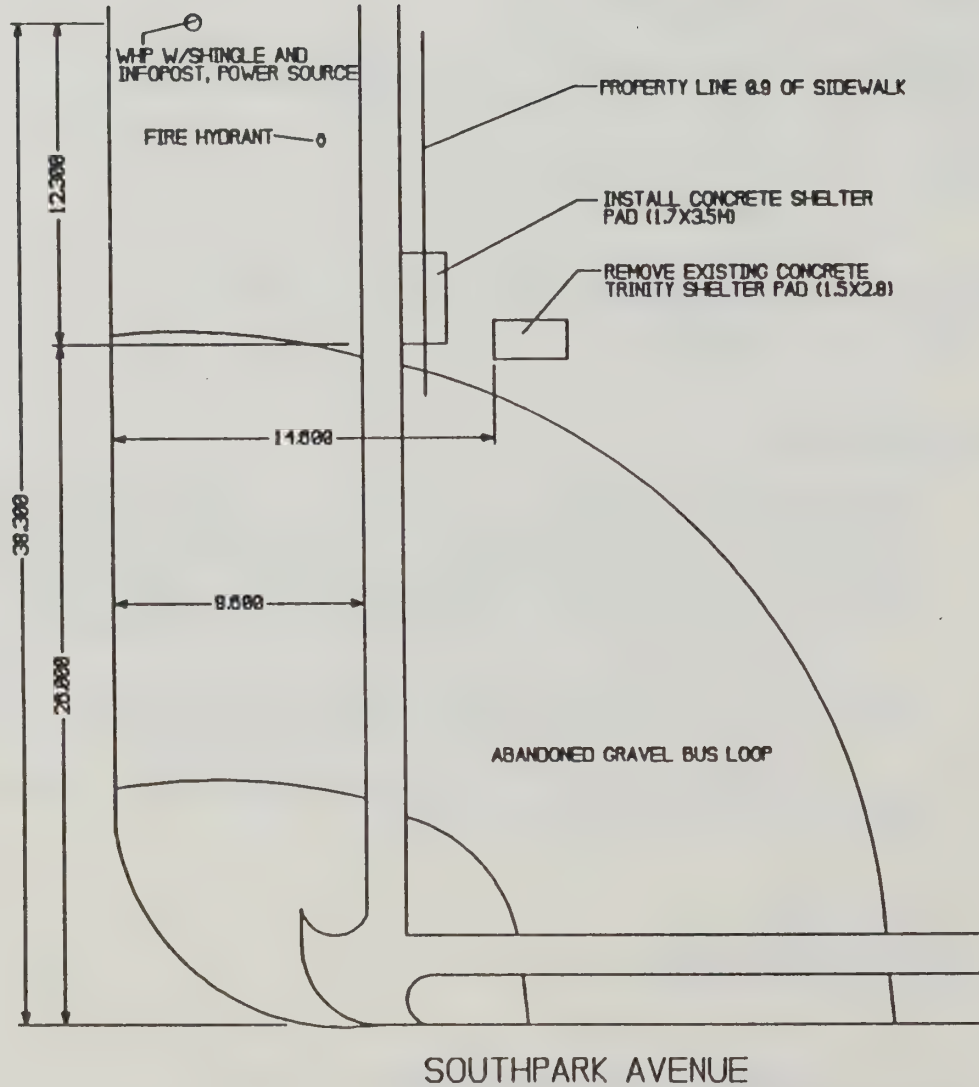 WHP W/SHINGLE AND
INFOPOST, POWER SOURCE
PROPERTY LINE 0.9 OF SIDEWALK
FIRE HYDRANT
12.300
INSTALL CONCRETE SHELTER
PAD (1.7X3.5M)
REMOVE EXISTING CONCRETE
TRINITY SHELTER PAD (1.5X2.8)
14.600
38.300
9.600
26.000
ABANDONED GRAVEL BUS LOOP
SOUTHPARK AVENUE